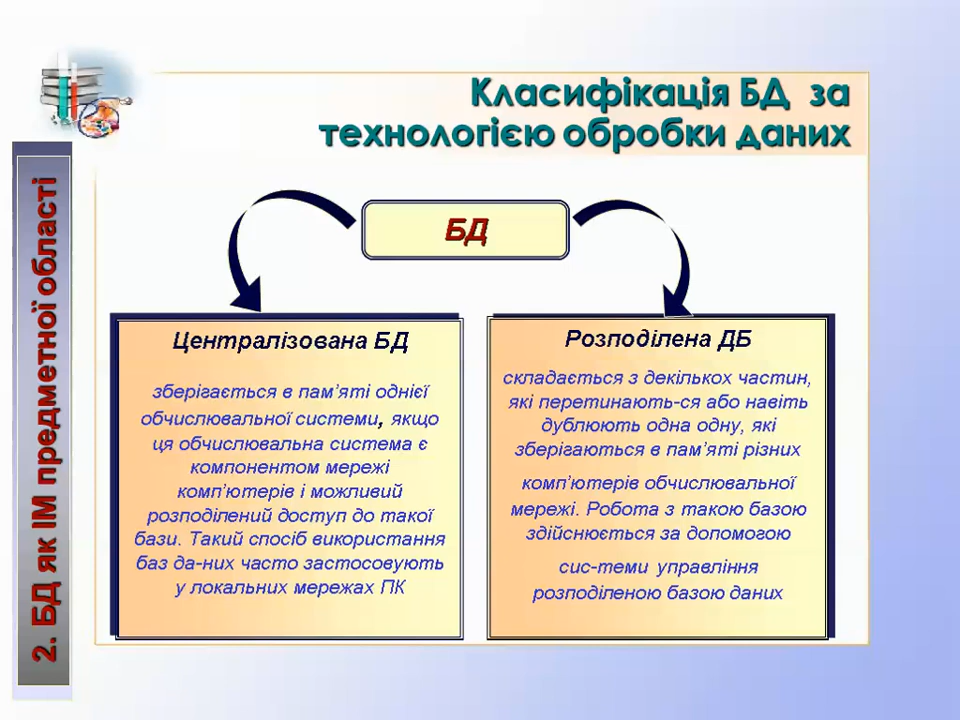 Класифікація БД за
технологією обробки даних
2. БД як ІМ предметної області
БД
Централізована БД
зберігається в пам’яті однієї
обчислювальної системи, якщо
ця обчислювальна система є
компонентом мережі
комп’ютерів і можливий
розподілений доступ до такої
бази. Такий спосіб використання
баз да-них часто застосовують
у локальних мережах ПК
Розподілена ДБ
складається з декількох частин,
які перетинають-ся або навіть
дублюють одна одну, які
зберігаються в пам’яті різних
комп’ютерів обчислювальної
мережі. Робота з такою базою
здійснюється за допомогою
сис-теми управління
розподіленою базою даних